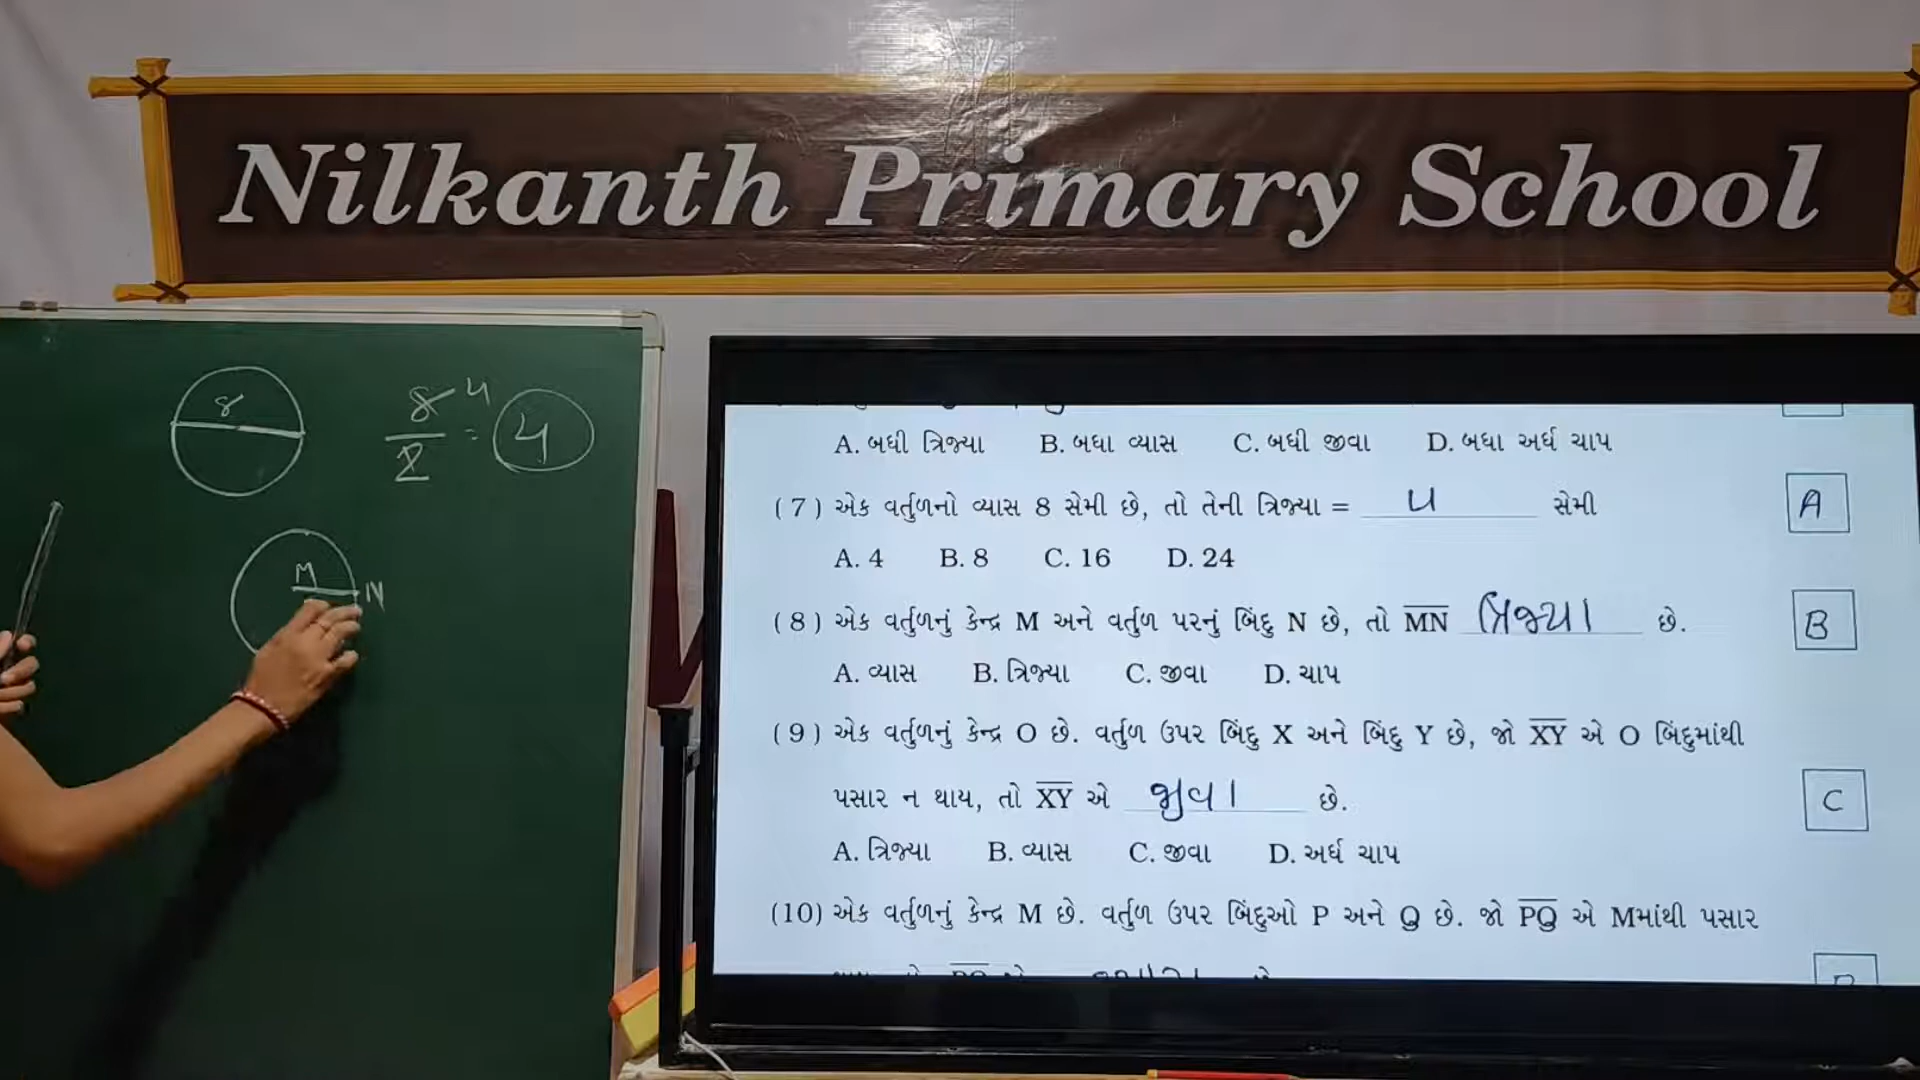 Nilkanth Primary School
8
8 4
2 = 4
M
N
A. બધી ત્રિજ્યા B. બધા વ્યાસ C. બધી જીવા D. બધા અર્ધ ચાપ
(7) એક વર્તુળનો વ્યાસ 8 સેમી છે, તો તેની ત્રિજ્યા = 4 સેમી A
A. 4 B. 8 C. 16 D. 24
(8) એક વર્તુળનું કેન્દ્ર M અને વર્તુળ પરનું બિંદુ N છે, તો MN ત્રિજ્યા છે. B
A. વ્યાસ B. ત્રિજ્યા C. જીવા D. ચાપ
(9) એક વર્તુળનું કેન્દ્ર O છે. વર્તુળ ઉપર બિંદુ X અને બિંદુ Y છે, જો XY એ O બિંદુમાંથી
પસાર ન થાય, તો XY એ જીવા છે. C
A. ત્રિજ્યા B. વ્યાસ C. જીવા D. અર્ધ ચાપ
(10) એક વર્તુળનું કેન્દ્ર M છે. વર્તુળ ઉપર બિંદુઓ P અને Q છે. જો PQ એ Mમાંથી પસાર